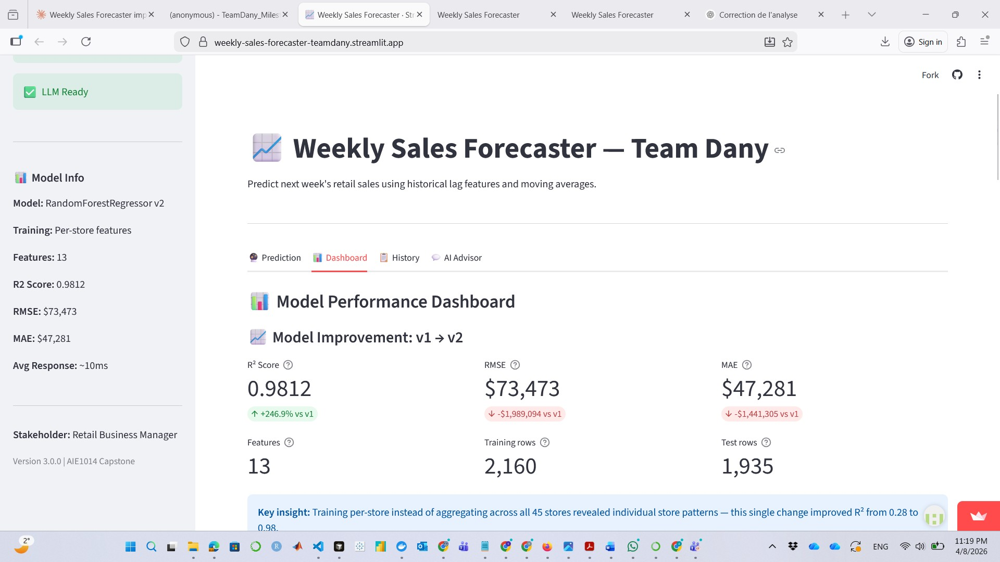 Weekly Sales Forecaster imp
(anonymous) - TeamDany_Miles
Weekly Sales Forecaster · Str
Weekly Sales Forecaster
Weekly Sales Forecaster
Correction de l'analyse
weekly-sales-forecaster-teamdany.streamlit.app
Sign in
LLM Ready
Model Info
Model: RandomForestRegressor v2
Training: Per-store features
Features: 13
R2 Score: 0.9812
RMSE: $73,473
MAE: $47,281
Avg Response: ~10ms
Stakeholder: Retail Business Manager
Version 3.0.0 | AIE1014 Capstone
Fork
Weekly Sales Forecaster — Team Dany
Predict next week's retail sales using historical lag features and moving averages.
Prediction
Dashboard
History
AI Advisor
Model Performance Dashboard
Model Improvement: v1 → v2
R² Score
RMSE
MAE
0.9812
$73,473
$47,281
↑ +246.9% vs v1
↓ -$1,989,094 vs v1
↓ -$1,441,305 vs v1
Features
Training rows
Test rows
13
2,160
1,935
Key insight: Training per-store instead of aggregating across all 45 stores revealed individual store patterns — this single change improved R² from 0.28 to
0.98.
2°
ENG
11:19 PM
4/8/2026